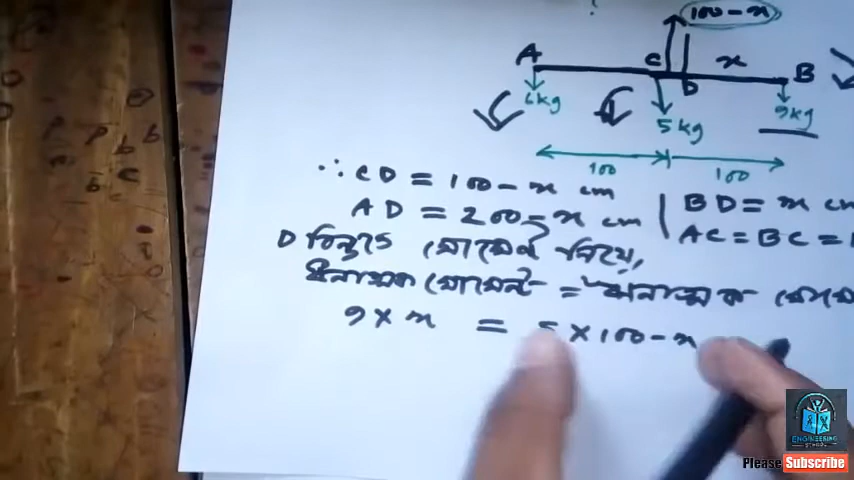 100 - x
A C D x B
6kg 5kg 9kg
100 100
∴ CD = 100 - x cm
AD = 200 - x cm
BD = x cm
AC = BC =
D বিন্দুতে মোমেন্ট নিয়ে,
ধনাত্মক মোমেন্ট = ঋনাত্মক
9 × x = 5 × 100 - x
ENGINEERING
Please Subscribe